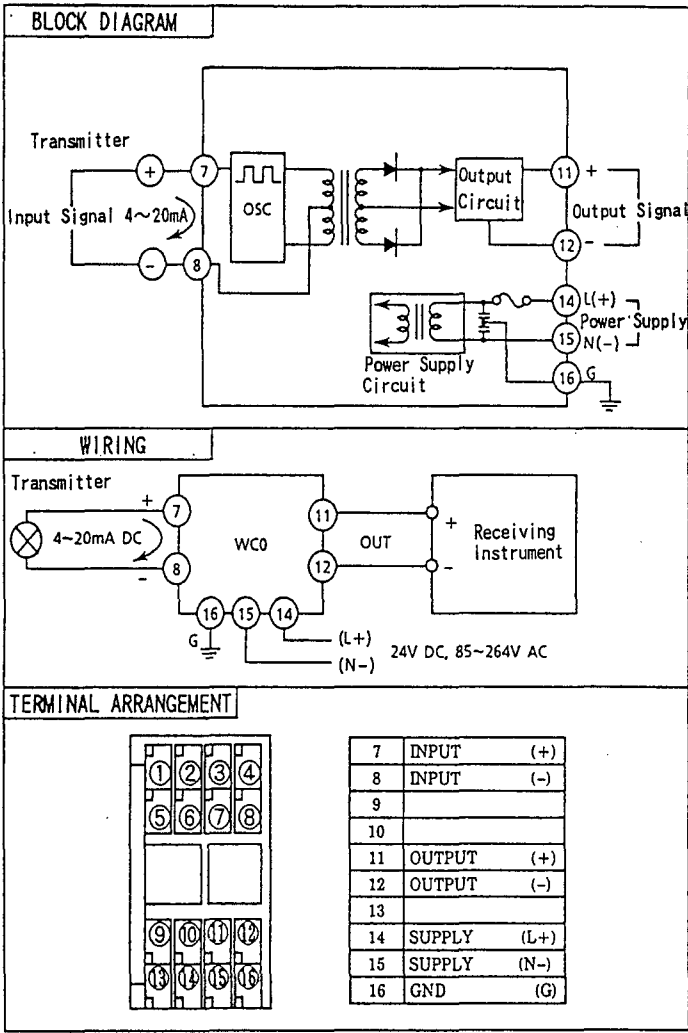 BLOCK DIAGRAM
Transmitter
+ 7
OSC
Input Signal 4~20mA
- 8
Output
Circuit
11 +
Output Signal
12 -
14 L(+)
Power Supply
15 N(-)
16 G
Power Supply
Circuit
WIRING
Transmitter
+ 7
4~20mA DC
- 8
WC0
11
OUT
12
+
-
Receiving
instrument
16 15 14
G
(L+)
(N-)
24V DC, 85~264V AC
TERMINAL ARRANGEMENT
1 2 3 4
5 6 7 8
9 10 11 12
13 14 15 16
7 INPUT (+)
8 INPUT (-)
9
10
11 OUTPUT (+)
12 OUTPUT (-)
13
14 SUPPLY (L+)
15 SUPPLY (N-)
16 GND (G)